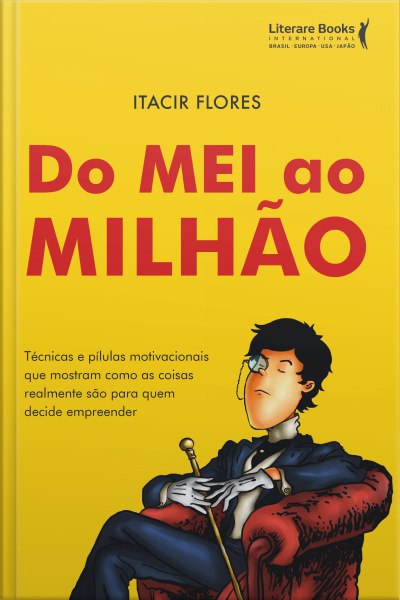 Literare Books
INTERNATIONAL
BRASIL · EUROPA · USA · JAPÃO
ITACIR FLORES
Do MEI ao
MILHÃO
Técnicas e pílulas motivacionais
que mostram como as coisas
realmente são para quem
decide empreender